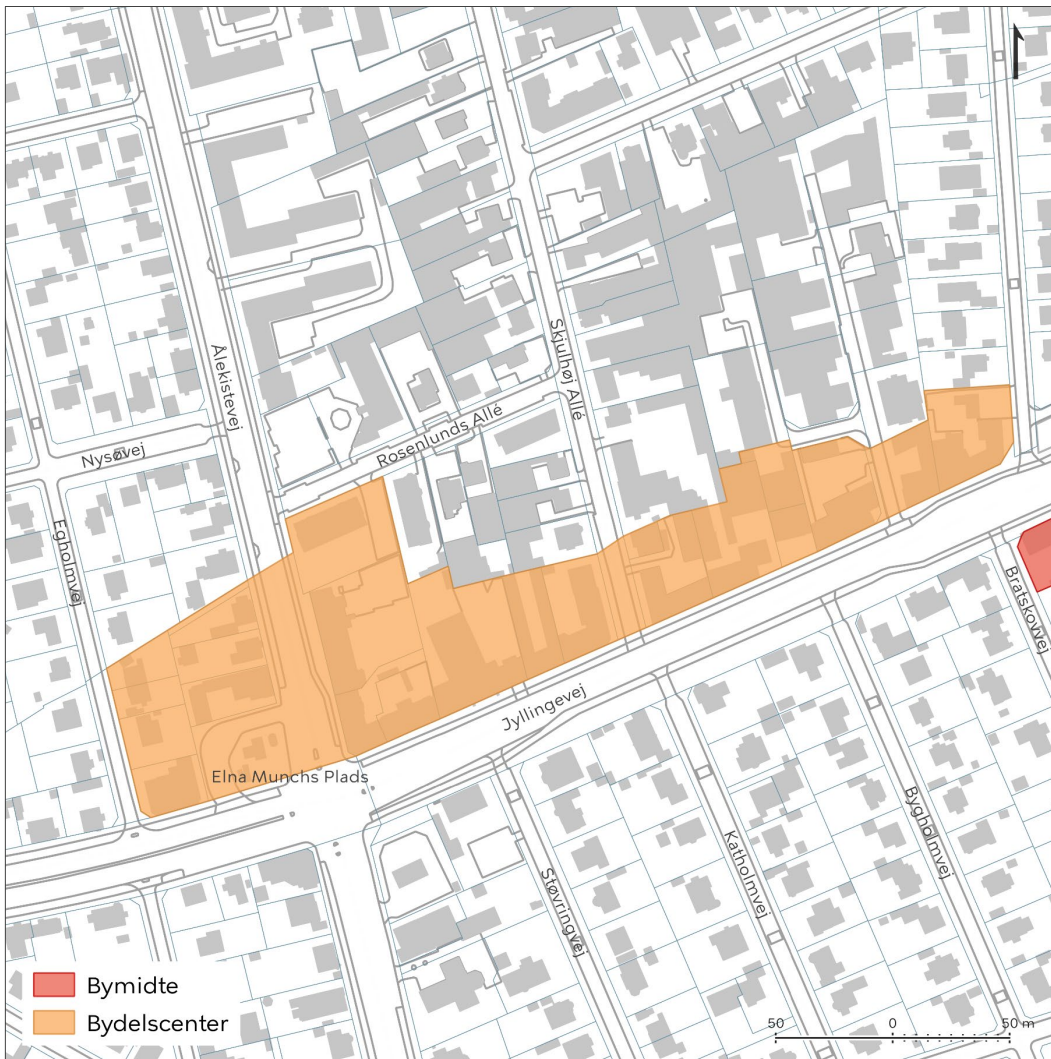 Ålekistevej
Skjulhøj Allé
Rosenlunds Allé
Nysøvej
Egholmvej
Bratskovvej
Jyllingevej
Elna Munchs Plads
Bygholmvej
Katholmvej
Støvringvej
Bymidte
Bydelscenter
50 0 50 m